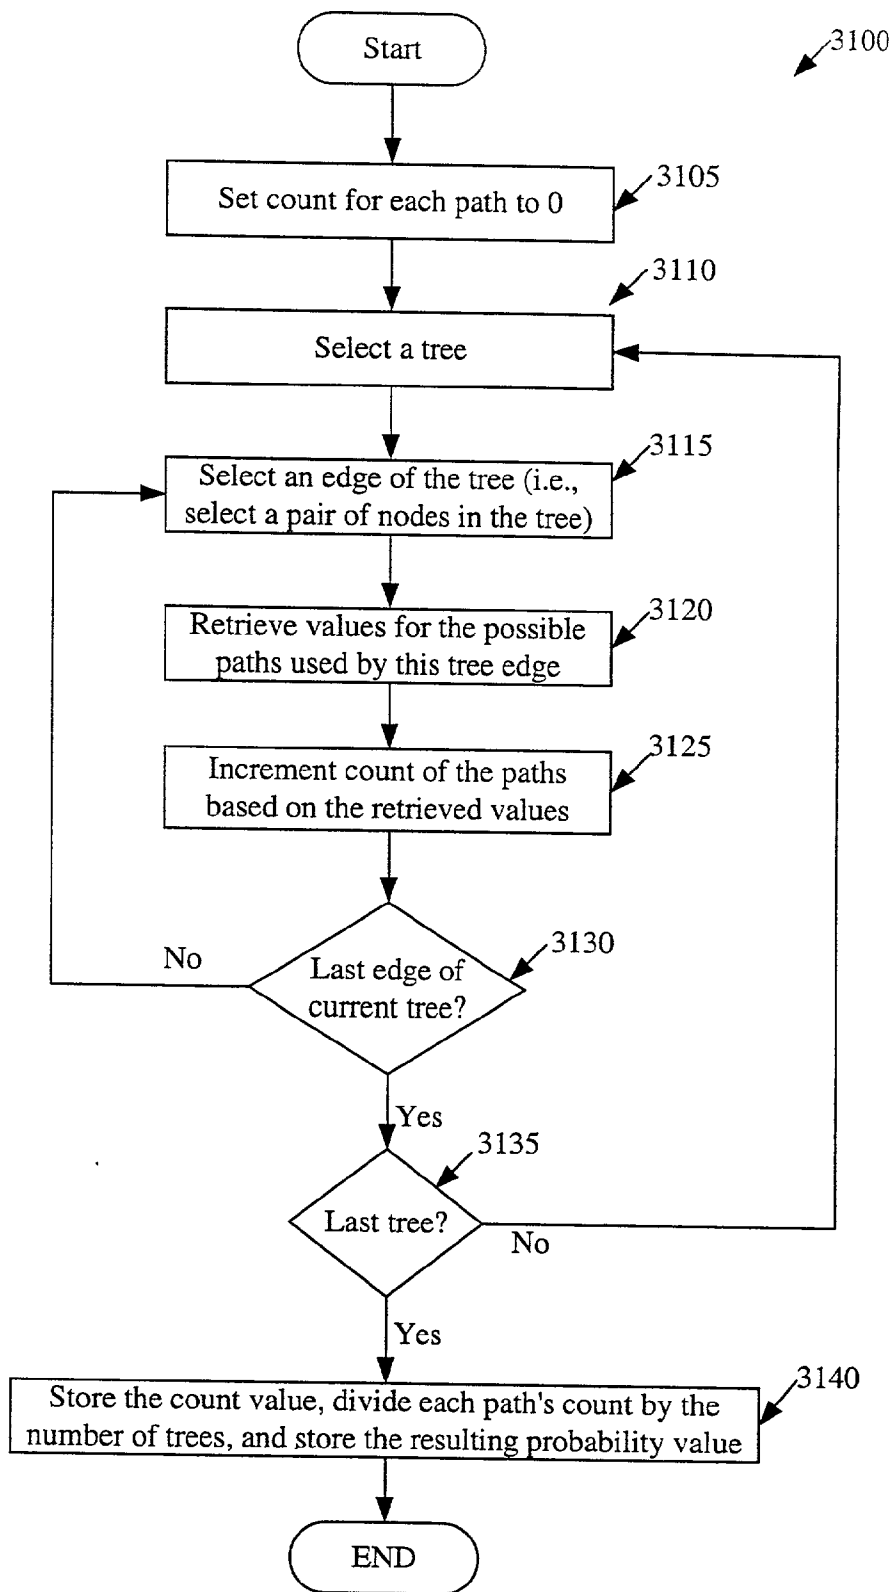 Start
3100
Set count for each path to 0
3105
3110
Select a tree
3115
Select an edge of the tree (i.e.,
select a pair of nodes in the tree)
3120
Retrieve values for the possible
paths used by this tree edge
3125
Increment count of the paths
based on the retrieved values
3130
No
Last edge of
current tree?
Yes
3135
Last tree?
No
Yes
3140
Store the count value, divide each path's count by the
number of trees, and store the resulting probability value
END